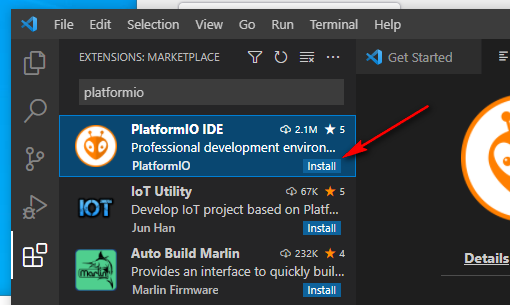 File Edit Selection View Go Run Terminal Help
EXTENSIONS: MARKETPLACE
Get Started
platformio
PlatformIO IDE 2.1M 5
Professional development environ...
PlatformIO Install
IoT Utility 67K 5
IOT
Develop IoT project based on Platf...
Jun Han Install
Auto Build Marlin 232K 4
Provides an interface to quickly buil...
Marlin
Marlin Firmware Install
Details